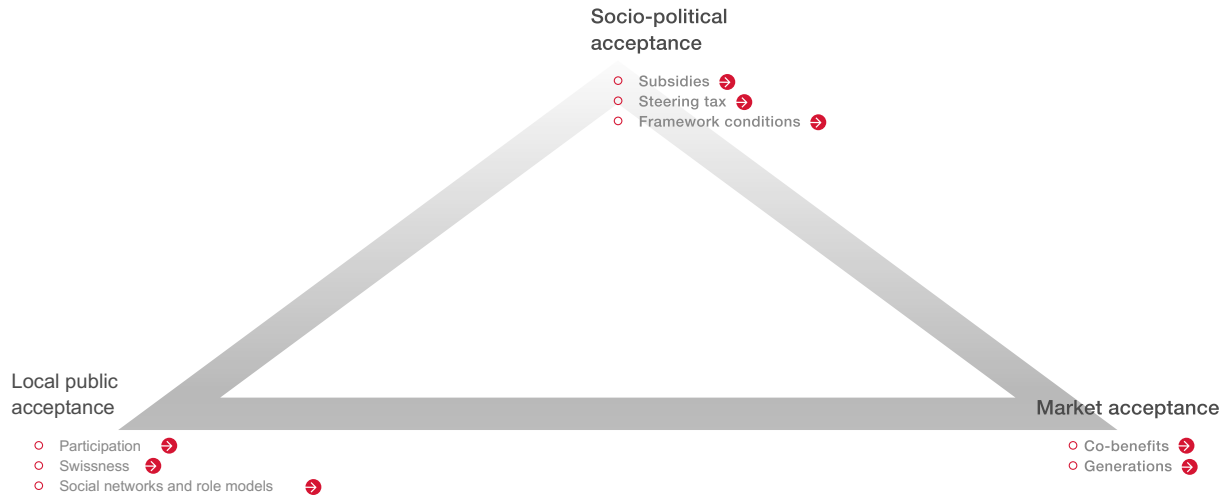 Socio-political
acceptance
Subsidies
Steering tax
Framework conditions
Local public
acceptance
Participation
Swissness
Social networks and role models
Market acceptance
Co-benefits
Generations